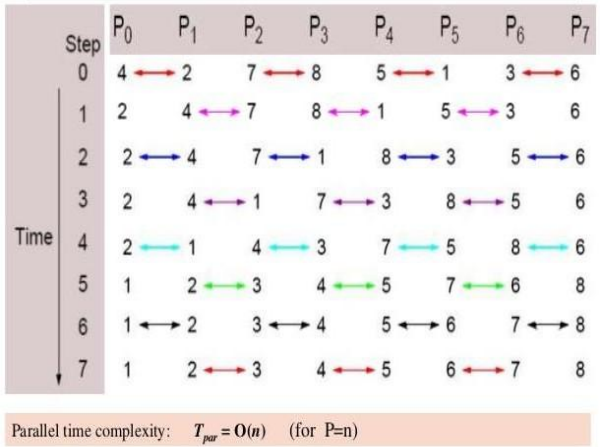 P0 P1 P2 P3 P4 P5 P6 P7
Step
0 4 2 7 8 5 1 3 6
1 2 4 7 8 1 5 3 6
2 2 4 7 1 8 3 5 6
3 2 4 1 7 3 8 5 6
Time
4 2 1 4 3 7 5 8 6
5 1 2 3 4 5 7 6 8
6 1 2 3 4 5 6 7 8
7 1 2 3 4 5 6 7 8
Parallel time complexity: Tpar = O(n) (for P=n)